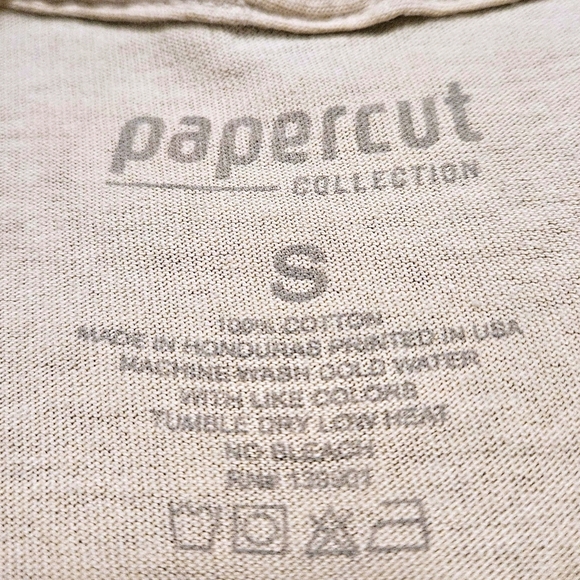 papercut
COLLECTION
S
100% COTTON
MADE IN HONDURAS PRINTED IN USA
MACHINE WASH COLD WATER
WITH LIKE COLORS
TUMBLE DRY LOW HEAT
NO BLEACH
RN#